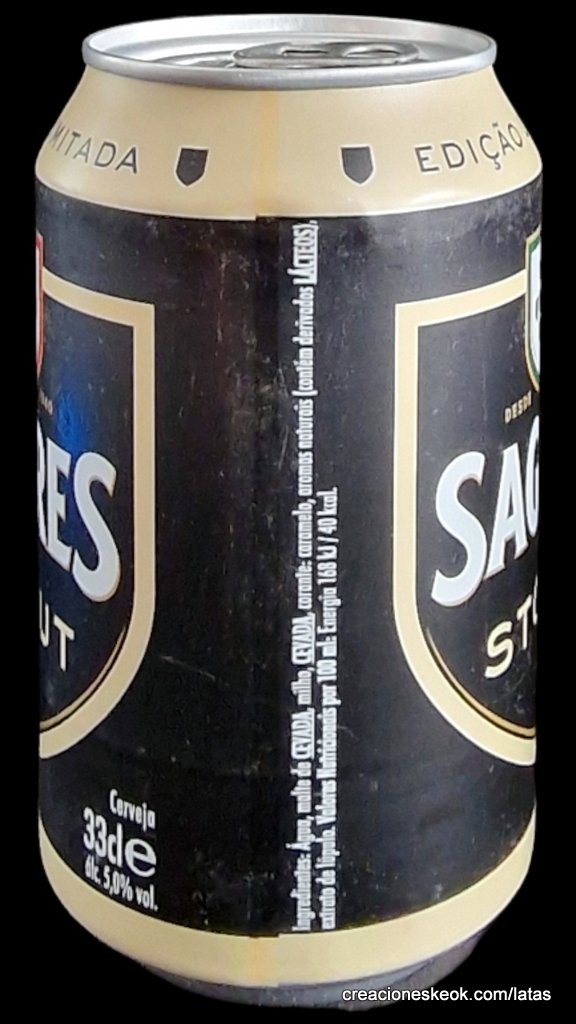 MITADA
EDIÇÃO
DESDE
RES
SAG
UT
STO
Cerveja
33cle
álc. 5,0% vol.
Ingredientes: Água, malte de CEVADA, milho, CEVADA, corante: caramelo, aromas naturais (contém derivados LÁCTEOS),
extrato de lúpulo. Valores Nutricionais por 100 ml: Energia 168 kJ / 40 kcal.
creacioneskeok.com/latas